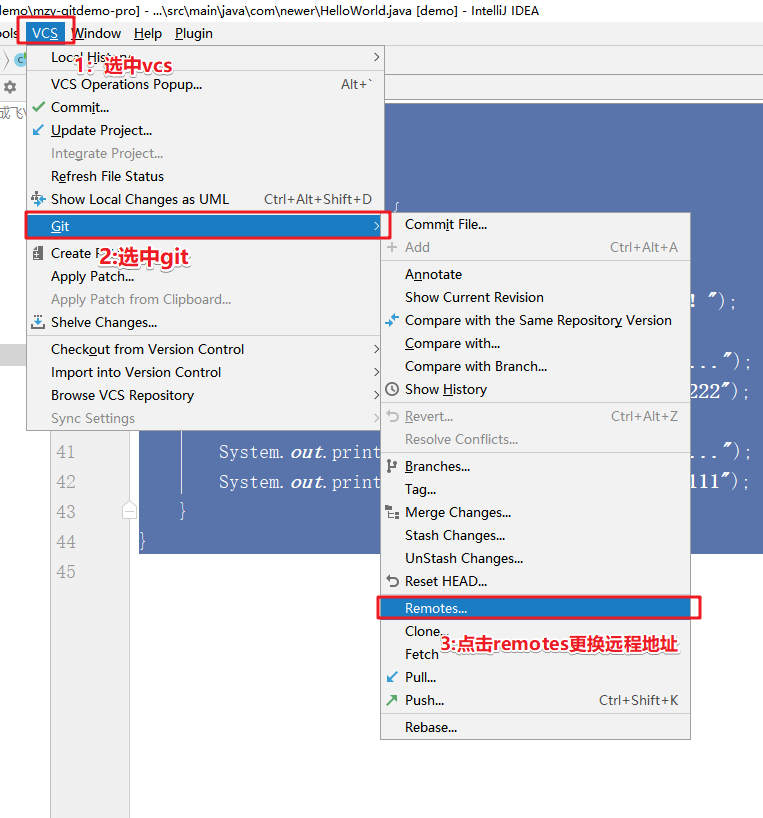 demo\mzy-gitdemo-pro] - ...\src\main\java\com\newer\HelloWorld.java [demo] - IntelliJ IDEA
ols VCS Window Help Plugin
Local History
1：选中vcs
VCS Operations Popup... Alt+`
Commit...
成飞
Update Project...
Integrate Project...
Refresh File Status
Show Local Changes as UML Ctrl+Alt+Shift+D
{
Git
Create
2:选中git
Apply Patch...
Apply Patch from Clipboard...
Shelve Changes...
Checkout from Version Control
Import into Version Control
Browse VCS Repository
Sync Settings
Commit File...
Add Ctrl+Alt+A
Annotate
Show Current Revision
! ");
Compare with the Same Repository Version
Compare with...
Compare with Branch...
...");
Show History
222");
Revert... Ctrl+Alt+Z
Resolve Conflicts...
41 System.out.print ...");
Branches...
42 System.out.print 111");
Tag...
43 }
Merge Changes...
Stash Changes...
44 }
UnStash Changes...
45
Reset HEAD...
Remotes...
Clone...
3:点击remotes更换远程地址
Fetch
Pull...
Push... Ctrl+Shift+K
Rebase...